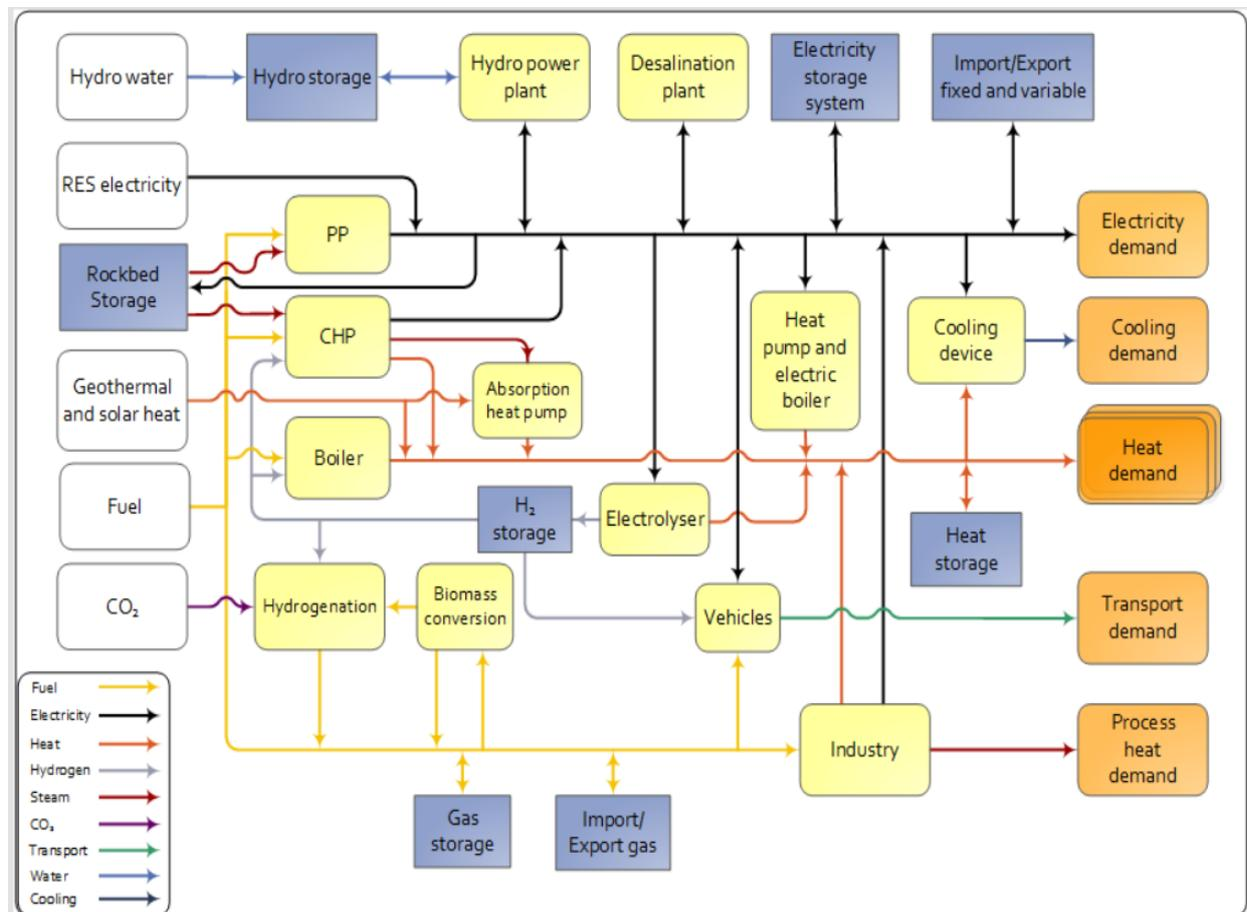 Hydro water
Hydro storage
Hydro power
plant
Desalination
plant
Electricity
storage
system
Import/Export
fixed and variable
RES electricity
PP
Electricity
demand
Rockbed
Storage
CHP
Heat
pump and
electric
boiler
Cooling
device
Cooling
demand
Geothermal
and solar heat
Absorption
heat pump
Boiler
Heat
demand
Fuel
H₂
storage
Electrolyser
Heat
storage
CO₂
Hydrogenation
Biomass
conversion
Vehicles
Transport
demand
Industry
Process
heat
demand
Gas
storage
Import/
Export gas
Fuel
Electricity
Heat
Hydrogen
Steam
CO₂
Transport
Water
Cooling